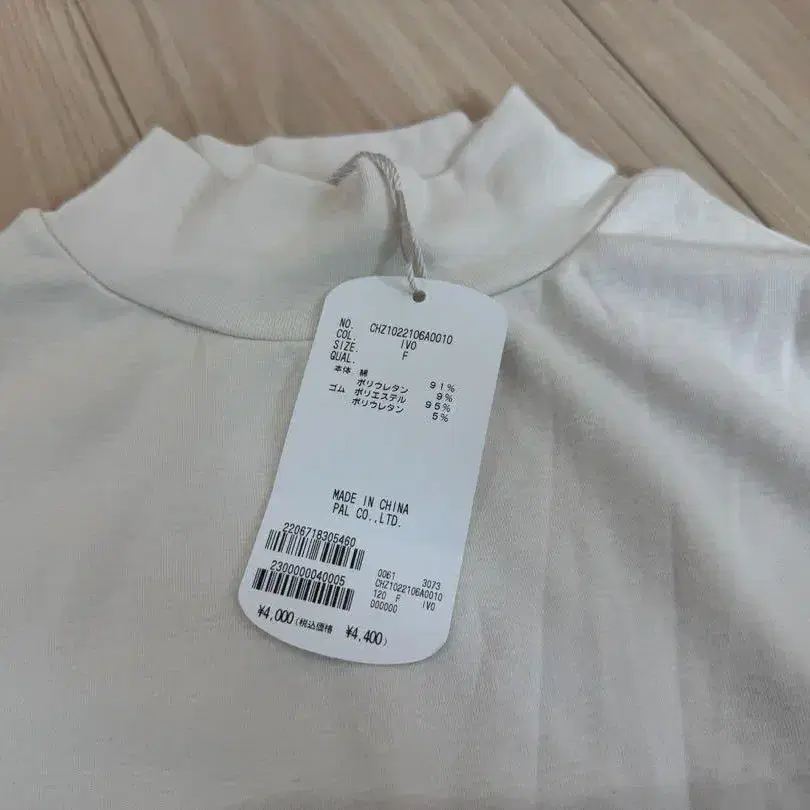 NO. CHZ1022106A0010
COL. IVO
SIZE. F
QUAL.
本体 綿 91%
ポリウレタン 9%
ゴム ポリエステル 95%
ポリウレタン 5%
MADE IN CHINA
PAL CO.,LTD.
2206718305460
2300000040005
0061 3073
CHZ1022106A0010
120 F IVO
000000
¥4,000(税込価格 ¥4,400)